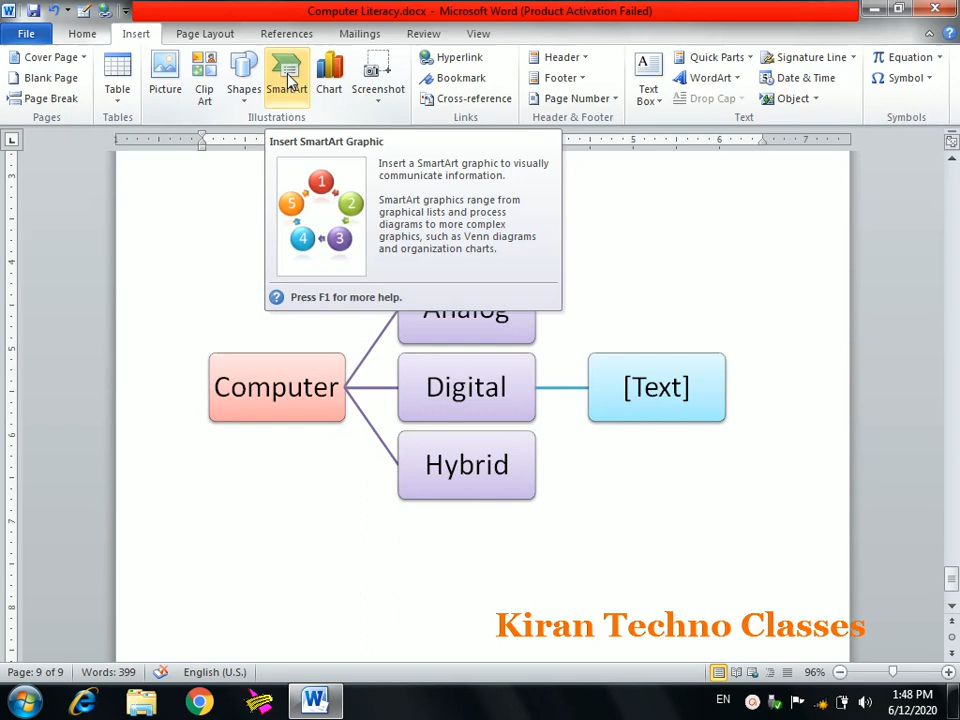 Computer Literacy.docx - Microsoft Word (Product Activation Failed)
File Home Insert Page Layout References Mailings Review View
Cover Page
Blank Page
Page Break
Pages
Table
Tables
Picture
Clip
Art
Shapes
SmartArt
Chart
Screenshot
Illustrations
Hyperlink
Bookmark
Cross-reference
Links
Header
Footer
Page Number
Header & Footer
Text
Box
Quick Parts
WordArt
Drop Cap
Signature Line
Date & Time
Object
Text
Equation
Symbol
Symbols
Insert SmartArt Graphic
Insert a SmartArt graphic to visually
communicate information.
SmartArt graphics range from
graphical lists and process
diagrams to more complex
graphics, such as Venn diagrams
and organization charts.
1
2
3
4
5
Press F1 for more help.
Analog
Computer
Digital
[Text]
Hybrid
Kiran Techno Classes
Page: 9 of 9 Words: 399 English (U.S.) 96%
EN
1:48 PM
6/12/2020